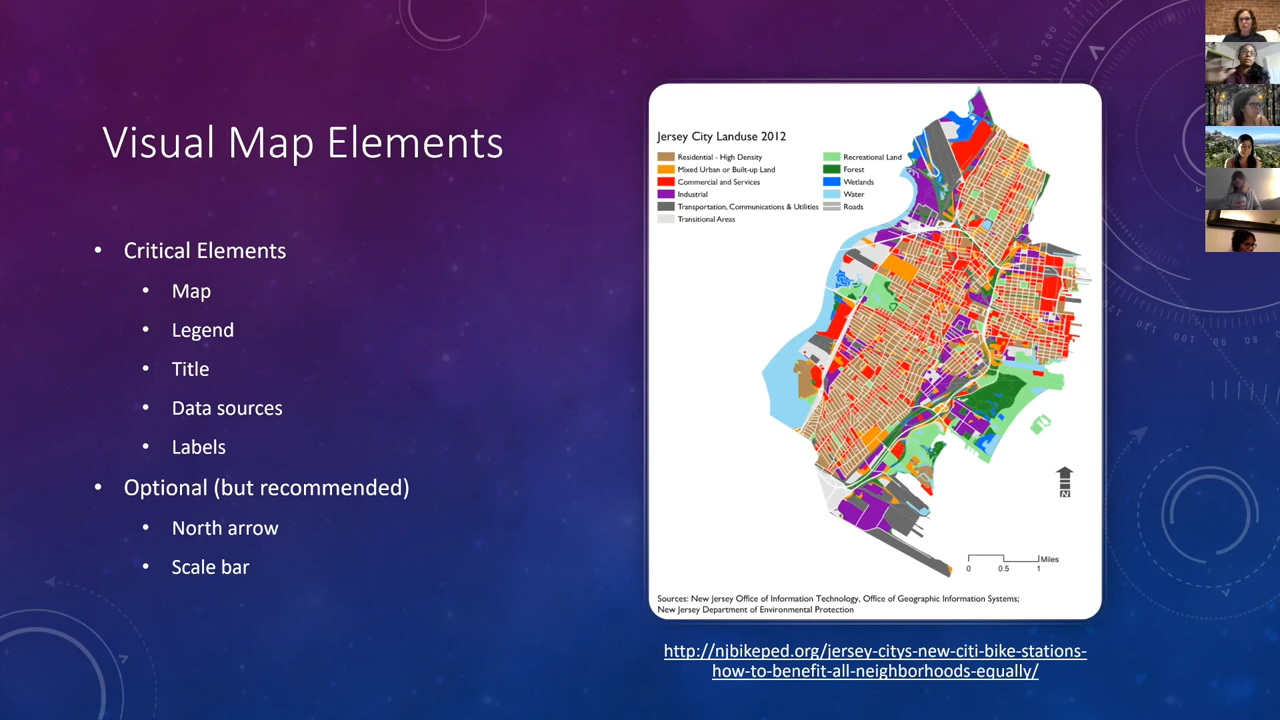 Visual Map Elements
• Critical Elements
• Map
• Legend
• Title
• Data sources
• Labels
• Optional (but recommended)
• North arrow
• Scale bar
Jersey City Landuse 2012
Residential - High Density
Mixed Urban or Built-up Land
Commercial and Services
Industrial
Transportation, Communications & Utilities
Transitional Areas
Recreational Land
Forest
Wetlands
Water
Roads
N
Miles
0 0.5 1
Sources: New Jersey Office of Information Technology, Office of Geographic Information Systems;
New Jersey Department of Environmental Protection
http://njbikeped.org/jersey-citys-new-citi-bike-stations-
how-to-benefit-all-neighborhoods-equally/